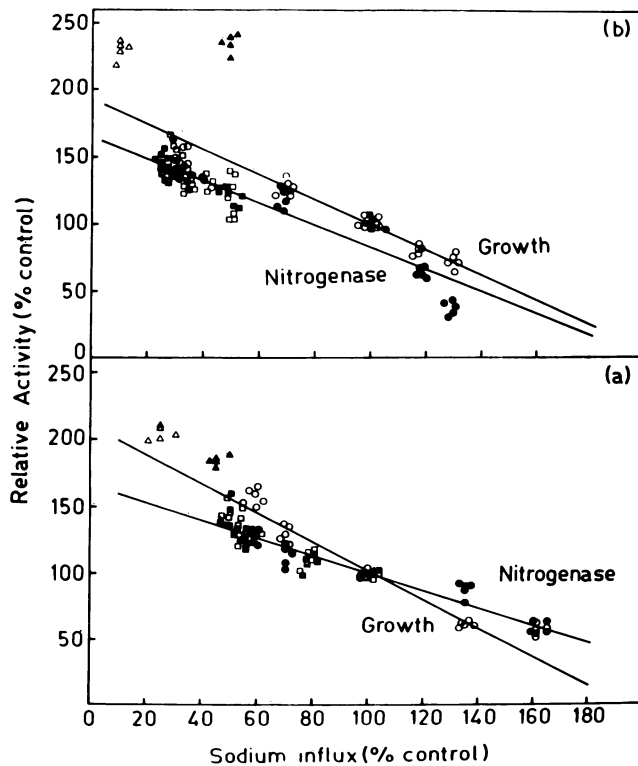 Relative Activity (% control)
250
200
150
100
50
0
(b)
Growth
Nitrogenase
250
200
150
100
50
(a)
Nitrogenase
Growth
0 20 40 60 80 100 120 140 160 180
Sodium influx (% control)